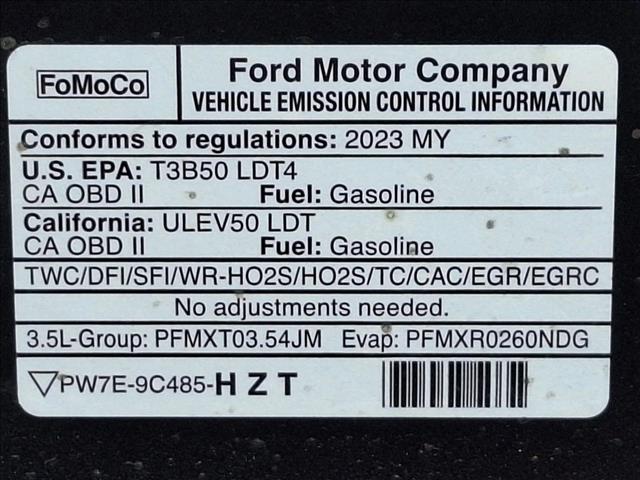 FoMoCo
Ford Motor Company
VEHICLE EMISSION CONTROL INFORMATION
Conforms to regulations: 2023 MY
U.S. EPA: T3B50 LDT4
CA OBD II Fuel: Gasoline
California: ULEV50 LDT
CA OBD II Fuel: Gasoline
TWC/DFI/SFI/WR-HO2S/HO2S/TC/CAC/EGR/EGRC
No adjustments needed.
3.5L-Group: PFMXT03.54JM Evap: PFMXR0260NDG
PW7E-9C485-HZT